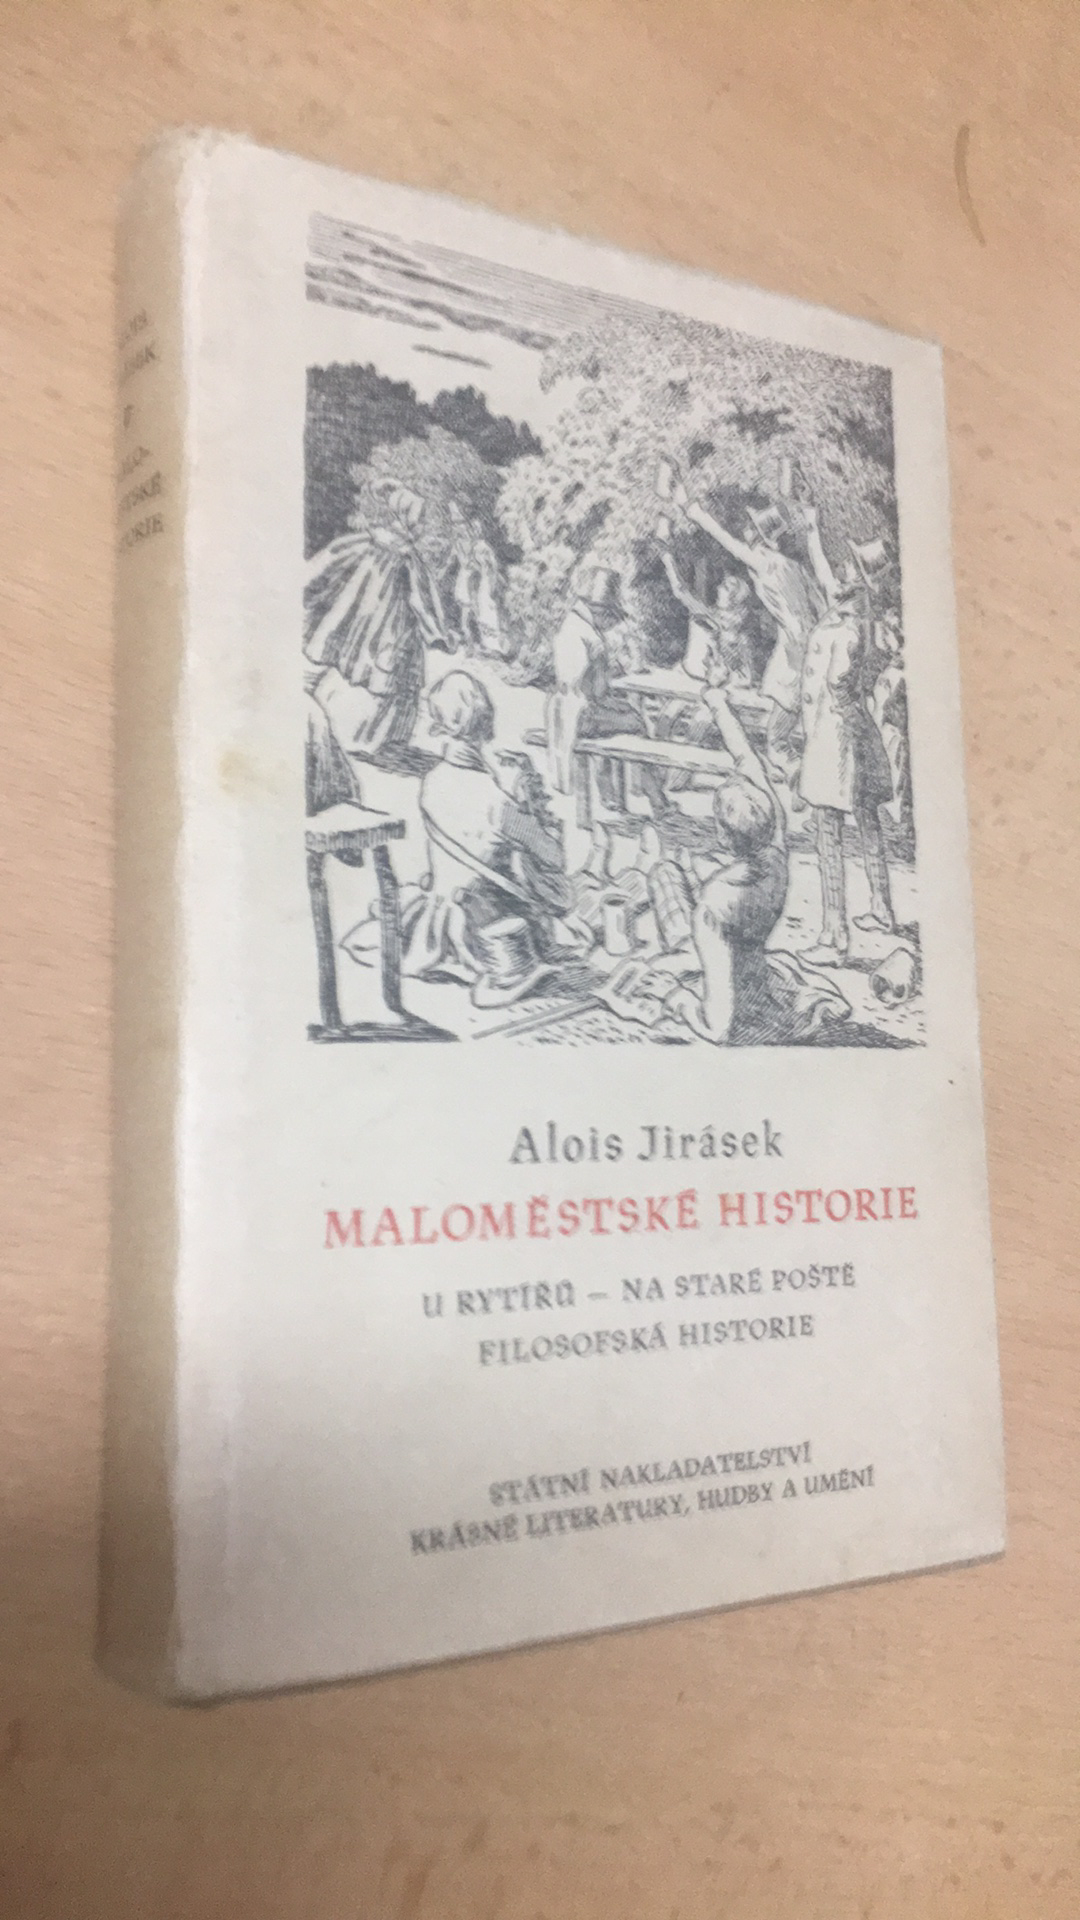 Alois Jirásek
MALOMĚSTSKÉ HISTORIE
U RYTÍŘŮ – NA STARÉ POŠTĚ
FILOSOFSKÁ HISTORIE
STÁTNÍ NAKLADATELSTVÍ
KRÁSNÉ LITERATURY, HUDBY A UMĚNÍ